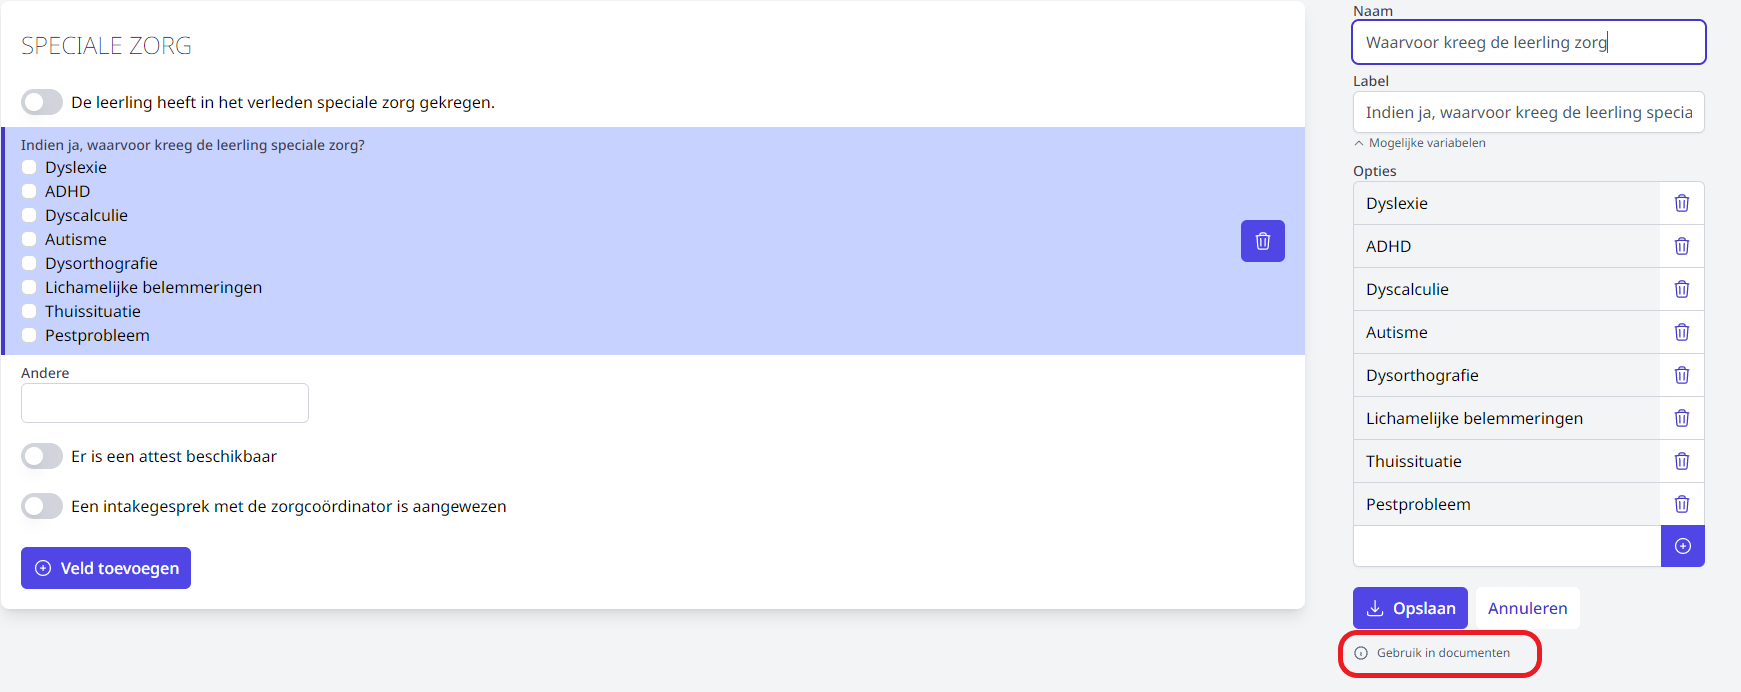 SPECIALE ZORG
De leerling heeft in het verleden speciale zorg gekregen.
Indien ja, waarvoor kreeg de leerling speciale zorg?
Dyslexie
ADHD
Dyscalculie
Autisme
Dysorthografie
Lichamelijke belemmeringen
Thuissituatie
Pestprobleem
Andere
Er is een attest beschikbaar
Een intakegesprek met de zorgcoördinator is aangewezen
Veld toevoegen
Naam
Waarvoor kreeg de leerling zorg
Label
Indien ja, waarvoor kreeg de leerling specia
Mogelijke variabelen
Opties
Dyslexie
ADHD
Dyscalculie
Autisme
Dysorthografie
Lichamelijke belemmeringen
Thuissituatie
Pestprobleem
Opslaan
Annuleren
Gebruik in documenten